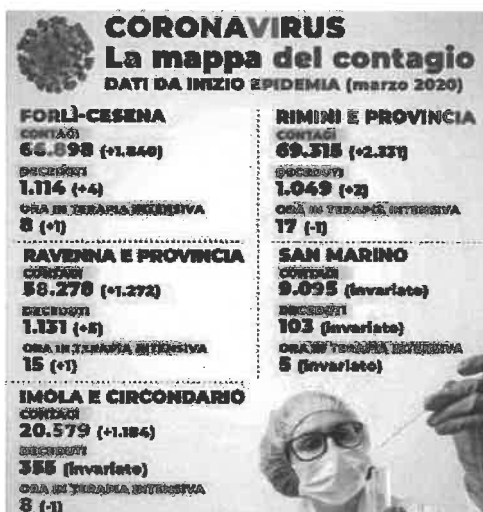 CORONAVIRUS
La mappa del contagio
DATI DA INIZIO EPIDEMIA (marzo 2020)
FORLÌ-CESENA
CONTAGI
66.898 (+1.840)
DECEDUTI
1.114 (+4)
ORA IN TERAPIA INTENSIVA
8 (+1)
RAVENNA E PROVINCIA
CONTAGI
58.278 (+1.272)
DECEDUTI
1.131 (+5)
ORA IN TERAPIA INTENSIVA
15 (+1)
IMOLA E CIRCONDARIO
CONTAGI
20.579 (+1.184)
DECEDUTI
355 (invariato)
ORA IN TERAPIA INTENSIVA
8 (-1)
RIMINI E PROVINCIA
CONTAGI
69.315 (+2.331)
DECEDUTI
1.049 (+2)
ORA IN TERAPIA INTENSIVA
17 (-1)
SAN MARINO
CONTAGI
9.095 (invariato)
DECEDUTI
103 (invariato)
ORA IN TERAPIA INTENSIVA
5 (invariato)